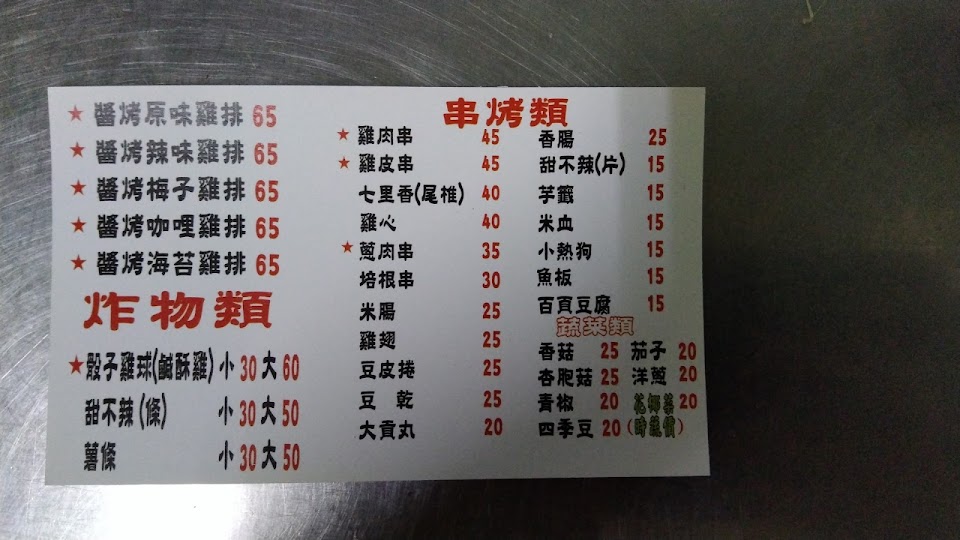 ★ 醬烤原味雞排 65
★ 醬烤辣味雞排 65
★ 醬烤梅子雞排 65
★ 醬烤咖哩雞排 65
★ 醬烤海苔雞排 65
炸物類
★骰子雞球(鹹酥雞) 小30大60
甜不辣(條) 小30大50
薯條 小30大50
串烤類
★ 雞肉串 45
★ 雞皮串 45
七里香(尾椎) 40
雞心 40
★ 蔥肉串 35
培根串 30
米腸 25
雞翅 25
豆皮捲 25
豆乾 25
大貢丸 20
香腸 25
甜不辣(片) 15
芋籤 15
米血 15
小熱狗 15
魚板 15
百頁豆腐 15
蔬菜類
香菇 25 茄子 20
杏肥菇 25 洋蔥 20
青椒 20 花椰菜 20
四季豆 20 (時蔬價)